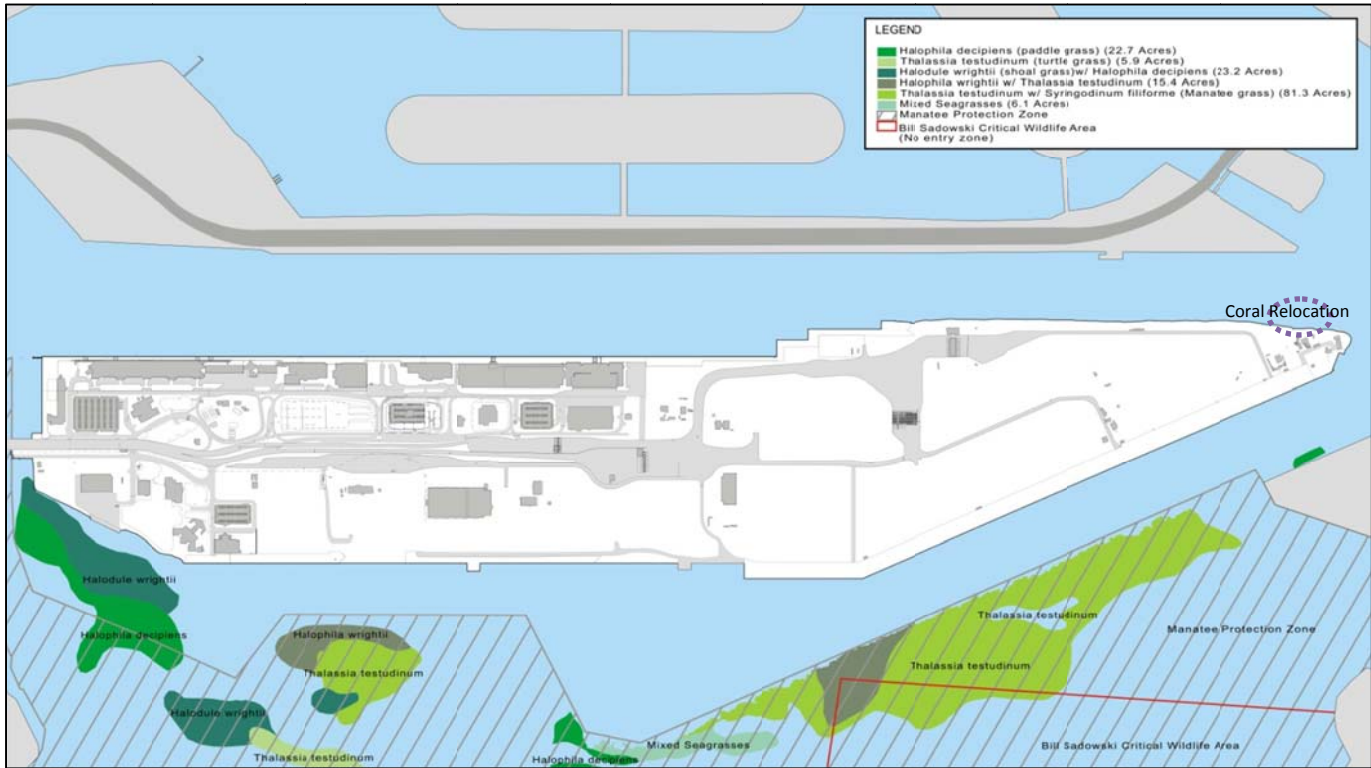 LEGEND
Halophila decipiens (paddle grass) (22.7 Acres)
Thalassia testudinum (turtle grass) (5.9 Acres)
Halodule wrightii (shoal grass)w/ Halophila decipiens (23.2 Acres)
Halophila wrightii w/ Thalassia testudinum (15.4 Acres)
Thalassia testudinum w/ Syringodinum filiforme (Manatee grass) (81.3 Acres)
Mixed Seagrasses (6.1 Acres)
Manatee Protection Zone
Bill Sadowski Critical Wildlife Area
(No entry zone)
Coral Relocation
Halodule wrightii
Halophila decipiens
Halophila wrightii
Thalassia testudinum
Halodule wrightii
Thalassia testudinum
Halophila decipiens
Mixed Seagrasses
Thalassia testudinum
Thalassia testudinum
Manatee Protection Zone
Bill Sadowski Critical Wildlife Area